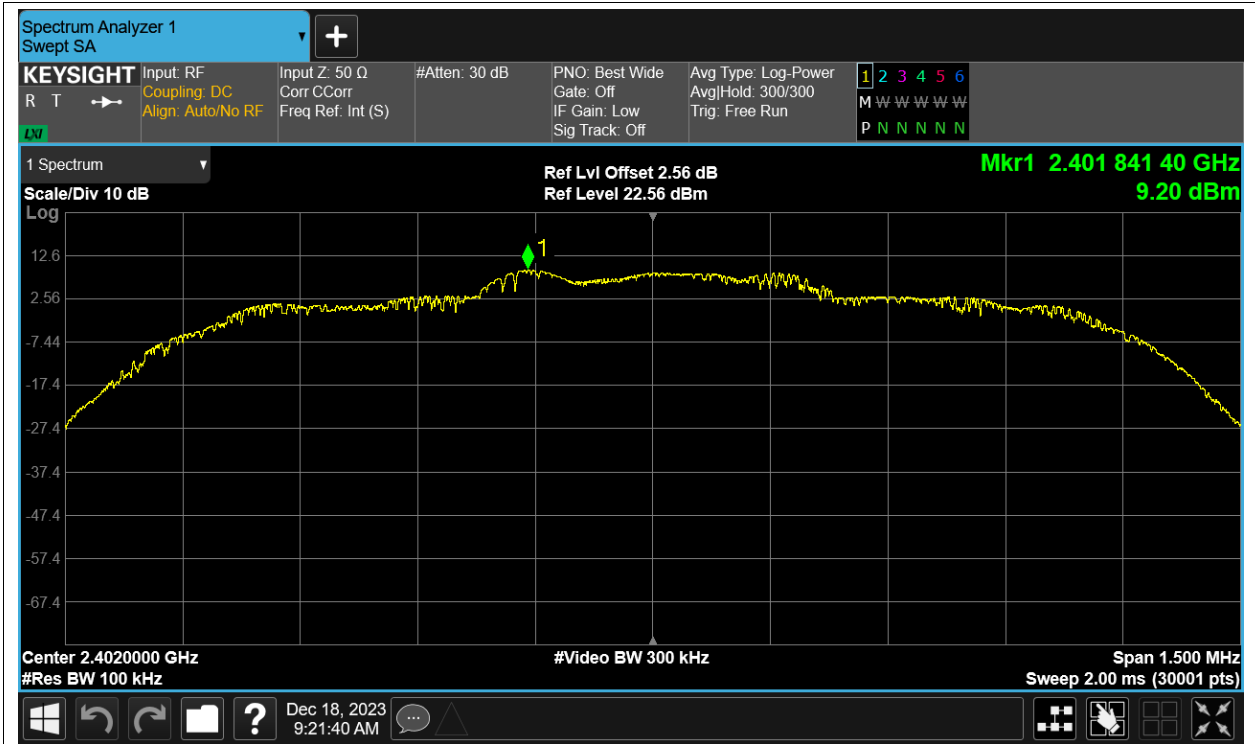 Spectrum Analyzer 1
Swept SA
KEYSIGHT
R T
LXI
Input: RF
Coupling: DC
Align: Auto/No RF
Input Z: 50 Ω
Corr CCorr
Freq Ref: Int (S)
#Atten: 30 dB
PNO: Best Wide
Gate: Off
IF Gain: Low
Sig Track: Off
Avg Type: Log-Power
Avg|Hold: 300/300
Trig: Free Run
1 2 3 4 5 6
M W W W W W
P N N N N N
1 Spectrum
Scale/Div 10 dB
Log
Ref Lvl Offset 2.56 dB
Ref Level 22.56 dBm
Mkr1 2.401 841 40 GHz
9.20 dBm
1
12.6
2.56
-7.44
-17.4
-27.4
-37.4
-47.4
-57.4
-67.4
Center 2.4020000 GHz
#Res BW 100 kHz
#Video BW 300 kHz
Span 1.500 MHz
Sweep 2.00 ms (30001 pts)
?
Dec 18, 2023
9:21:40 AM